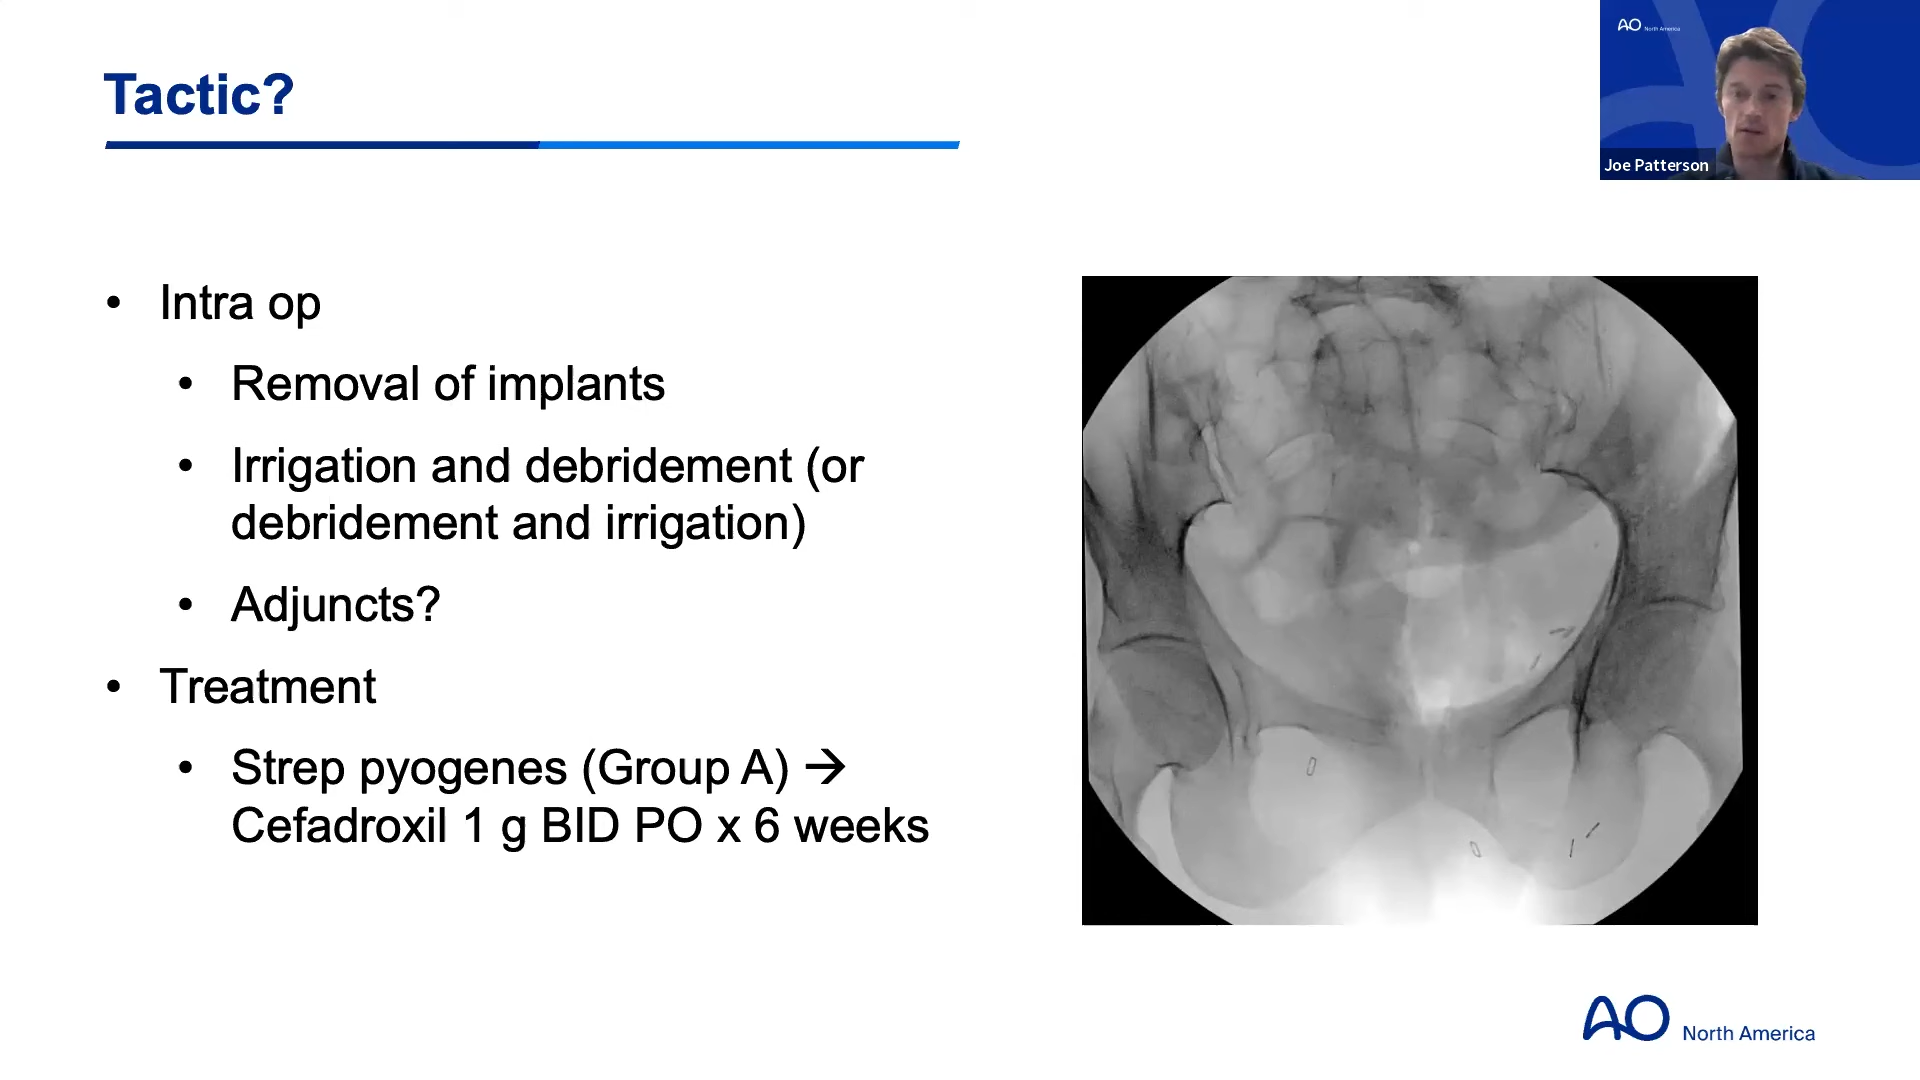 AO North America
Joe Patterson
Tactic?
• Intra op
• Removal of implants
• Irrigation and debridement (or
debridement and irrigation)
• Adjuncts?
• Treatment
• Strep pyogenes (Group A) →
Cefadroxil 1 g BID PO x 6 weeks
AO North America